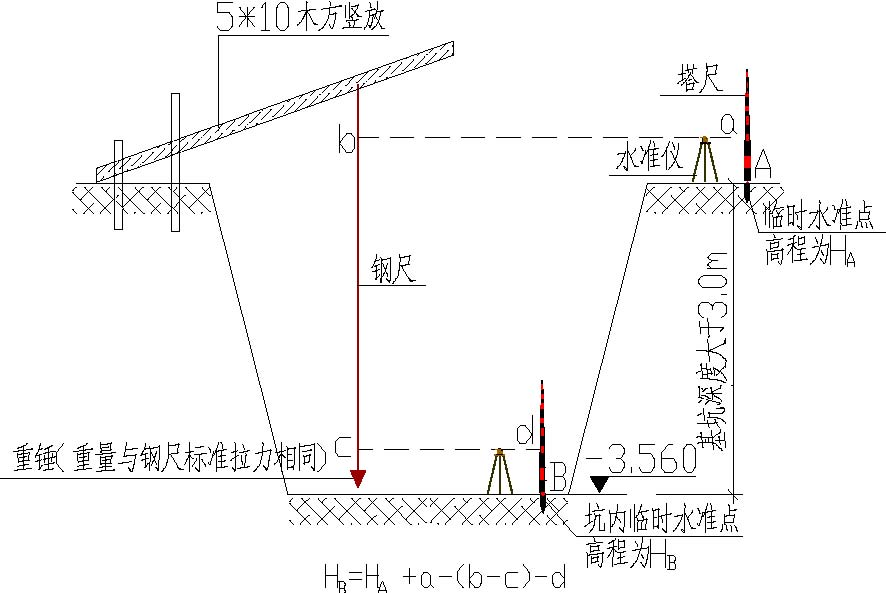 5*10木方竖放
塔尺
a
b
水准仪
A
临时水准点
高程为HA
钢尺
基坑深度大于3.0m
d
c
重锤(重量与钢尺标准拉力相同)
-3.560
B
坑内临时水准点
高程为HB
HB=HA +a-(b-c)-d